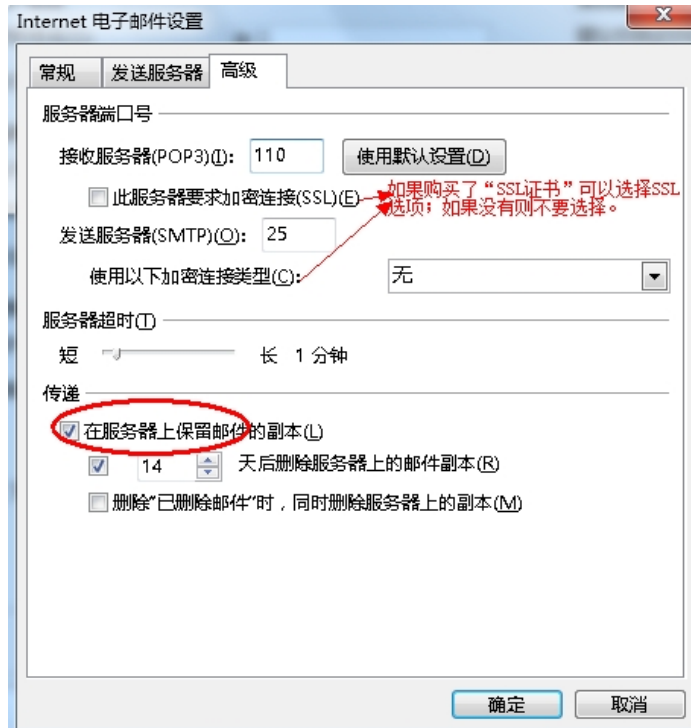 Internet 电子邮件设置
常规 发送服务器 高级
服务器端口号
接收服务器(POP3)(I): 110 使用默认设置(D)
此服务器要求加密连接(SSL)(E)
如果购买了“SSL证书”可以选择SSL
选项；如果没有则不要选择。
发送服务器(SMTP)(O): 25
使用以下加密连接类型(C): 无
服务器超时(T)
短 长 1 分钟
传递
在服务器上保留邮件的副本(L)
14 天后删除服务器上的邮件副本(R)
删除“已删除邮件”时，同时删除服务器上的副本(M)
确定 取消